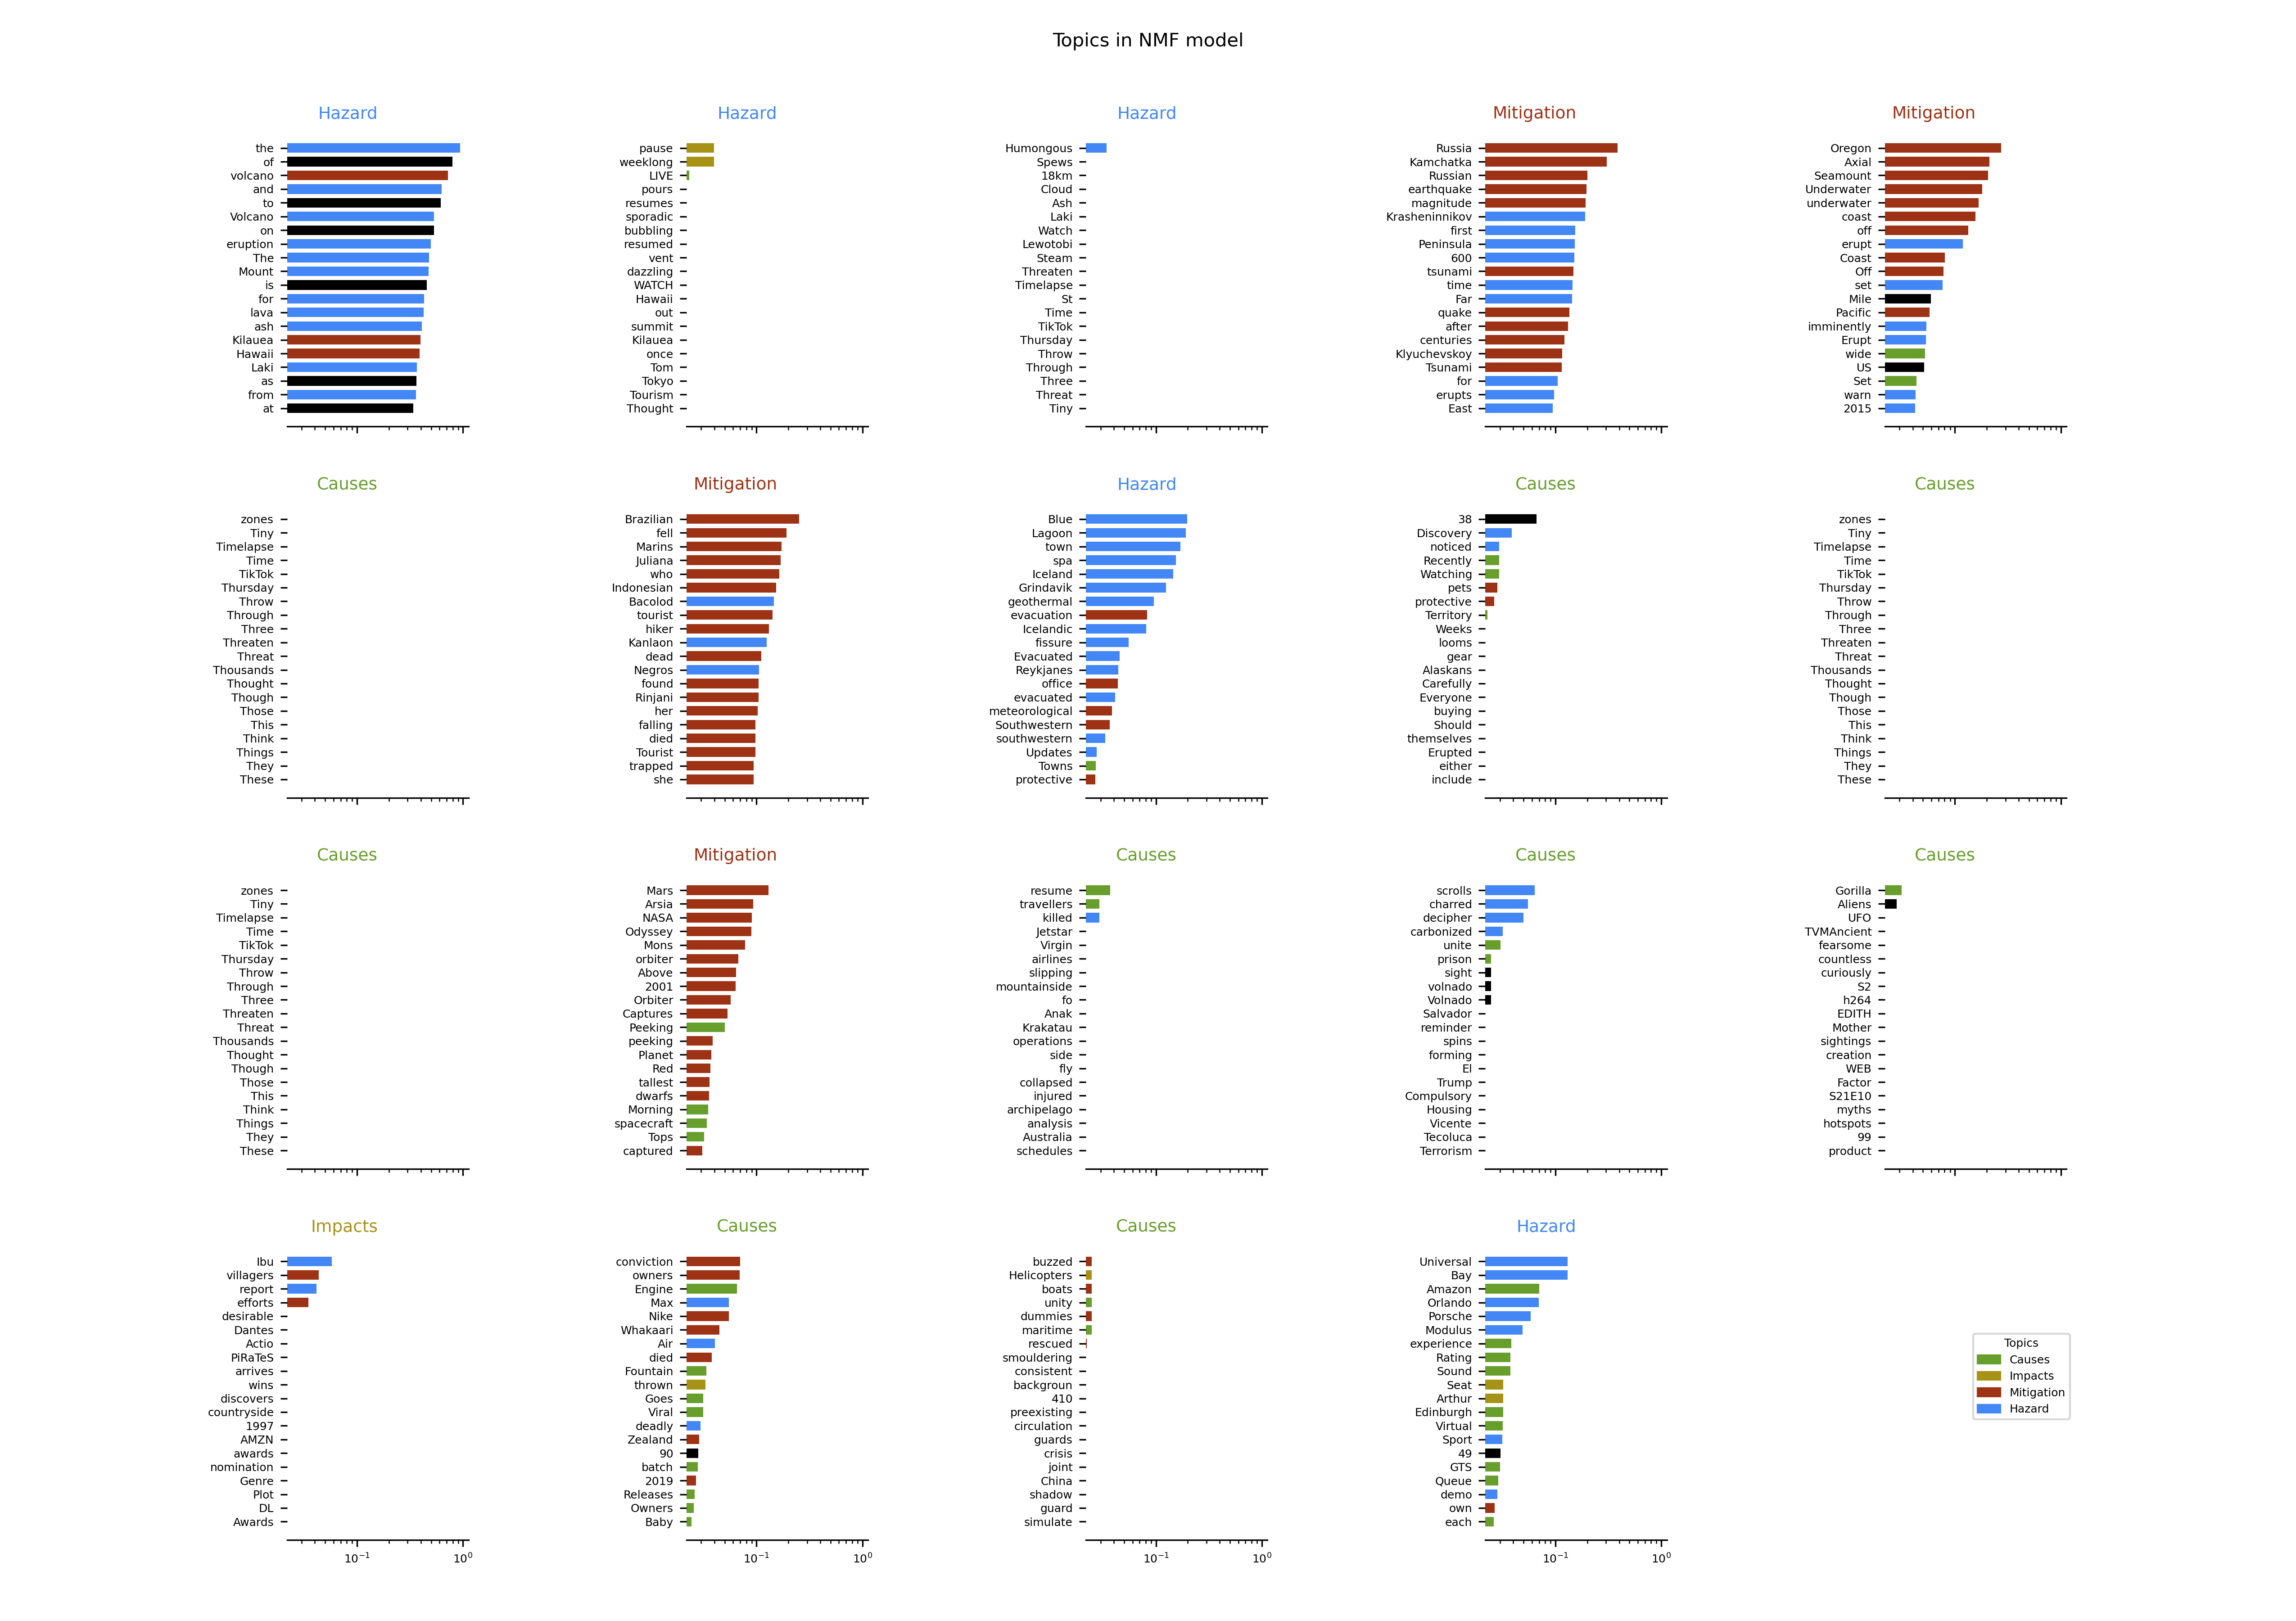 Topics in NMF model
Hazard
the
of
volcano
and
to
Volcano
on
eruption
The
Mount
is
for
lava
ash
Kilauea
Hawaii
Laki
as
from
at
Hazard
pause
weeklong
LIVE
pours
resumes
sporadic
bubbling
resumed
vent
dazzling
WATCH
Hawaii
out
summit
Kilauea
once
Tom
Tokyo
Tourism
Thought
Hazard
Humongous
Spews
18km
Cloud
Ash
Laki
Watch
Lewotobi
Steam
Threaten
Timelapse
St
Time
TikTok
Thursday
Throw
Through
Three
Threat
Tiny
Mitigation
Russia
Kamchatka
Russian
earthquake
magnitude
Krasheninnikov
first
Peninsula
600
tsunami
time
Far
quake
after
centuries
Klyuchevskoy
Tsunami
for
erupts
East
Mitigation
Oregon
Axial
Seamount
Underwater
underwater
coast
off
erupt
Coast
Off
set
Mile
Pacific
imminently
Erupt
wide
US
Set
warn
2015
Causes
zones
Tiny
Timelapse
Time
TikTok
Thursday
Throw
Through
Three
Threaten
Threat
Thousands
Thought
Though
Those
This
Think
Things
They
These
Mitigation
Brazilian
fell
Marins
Juliana
who
Indonesian
Bacolod
tourist
hiker
Kanlaon
dead
Negros
found
Rinjani
her
falling
died
Tourist
trapped
she
Hazard
Blue
Lagoon
town
spa
Iceland
Grindavik
geothermal
evacuation
Icelandic
fissure
Evacuated
Reykjanes
office
evacuated
meteorological
Southwestern
southwestern
Updates
Towns
protective
Causes
38
Discovery
noticed
Recently
Watching
pets
protective
Territory
Weeks
looms
gear
Alaskans
Carefully
Everyone
buying
Should
themselves
Erupted
either
include
Causes
zones
Tiny
Timelapse
Time
TikTok
Thursday
Throw
Through
Three
Threaten
Threat
Thousands
Thought
Though
Those
This
Think
Things
They
These
Causes
zones
Tiny
Timelapse
Time
TikTok
Thursday
Throw
Through
Three
Threaten
Threat
Thousands
Thought
Though
Those
This
Think
Things
They
These
Mitigation
Mars
Arsia
NASA
Odyssey
Mons
orbiter
Above
2001
Orbiter
Captures
Peeking
peeking
Planet
Red
tallest
dwarfs
Morning
spacecraft
Tops
captured
Causes
resume
travellers
killed
Jetstar
Virgin
airlines
slipping
mountainside
fo
Anak
Krakatau
operations
side
fly
collapsed
injured
archipelago
analysis
Australia
schedules
Causes
scrolls
charred
decipher
carbonized
unite
prison
sight
volnado
Volnado
Salvador
reminder
spins
forming
El
Trump
Compulsory
Housing
Vicente
Tecoluca
Terrorism
Causes
Gorilla
Aliens
UFO
TVMAncient
fearsome
countless
curiously
S2
h264
EDITH
Mother
sightings
creation
WEB
Factor
S21E10
myths
hotspots
99
product
Impacts
Ibu
villagers
report
efforts
desirable
Dantes
Actio
PiRaTeS
arrives
wins
discovers
countryside
1997
AMZN
awards
nomination
Genre
Plot
DL
Awards
10⁻¹ 10⁰
Causes
conviction
owners
Engine
Max
Nike
Whakaari
Air
died
Fountain
thrown
Goes
Viral
deadly
Zealand
90
batch
2019
Releases
Owners
Baby
10⁻¹ 10⁰
Causes
buzzed
Helicopters
boats
unity
dummies
maritime
rescued
smouldering
consistent
backgroun
410
preexisting
circulation
guards
crisis
joint
China
shadow
guard
simulate
10⁻¹ 10⁰
Hazard
Universal
Bay
Amazon
Orlando
Porsche
Modulus
experience
Rating
Sound
Seat
Arthur
Edinburgh
Virtual
Sport
49
GTS
Queue
demo
own
each
10⁻¹ 10⁰
Topics
Causes
Impacts
Mitigation
Hazard